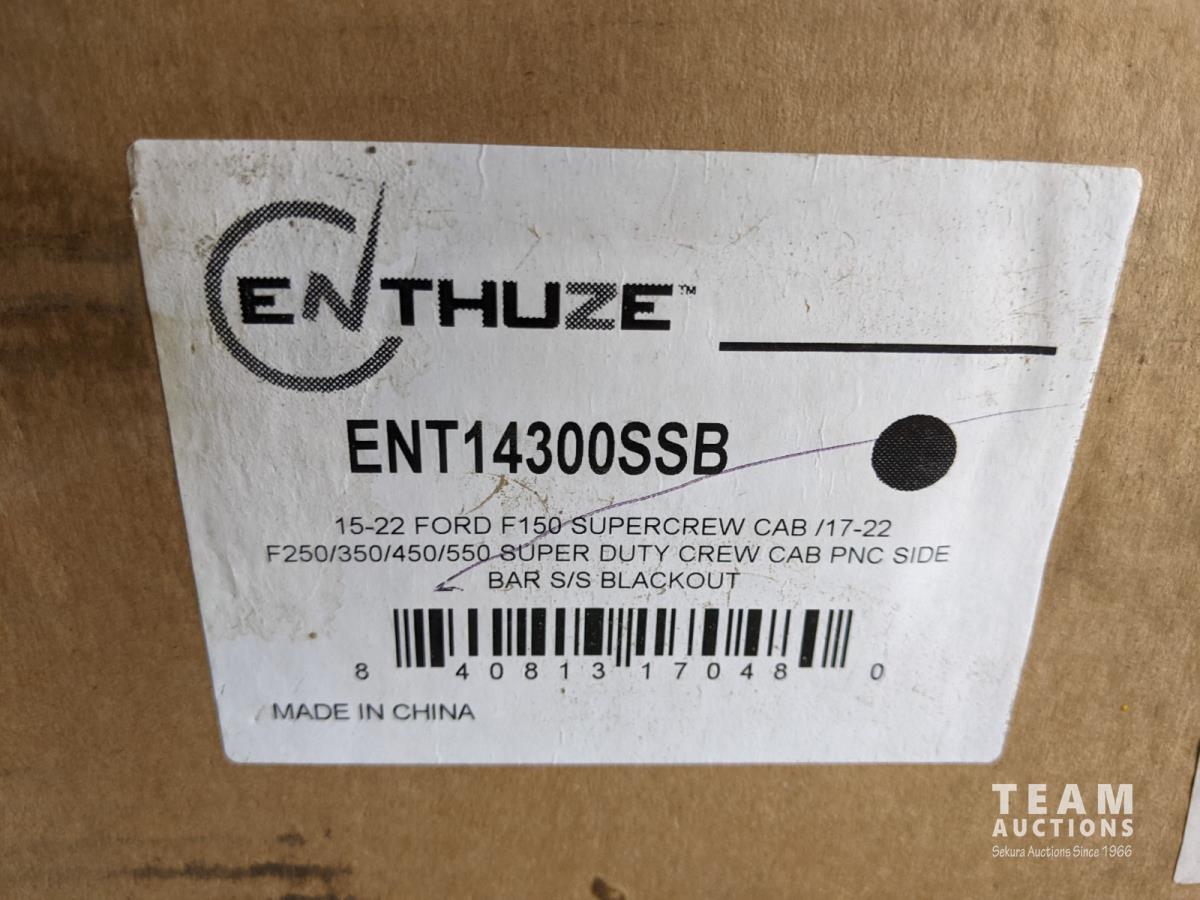 ENTHUZE™
ENT14300SSB
15-22 FORD F150 SUPERCREW CAB /17-22
F250/350/450/550 SUPER DUTY CREW CAB PNC SIDE
BAR S/S BLACKOUT
8 40813 17048 0
MADE IN CHINA
TEAM
AUCTIONS
Sekura Auctions Since 1966